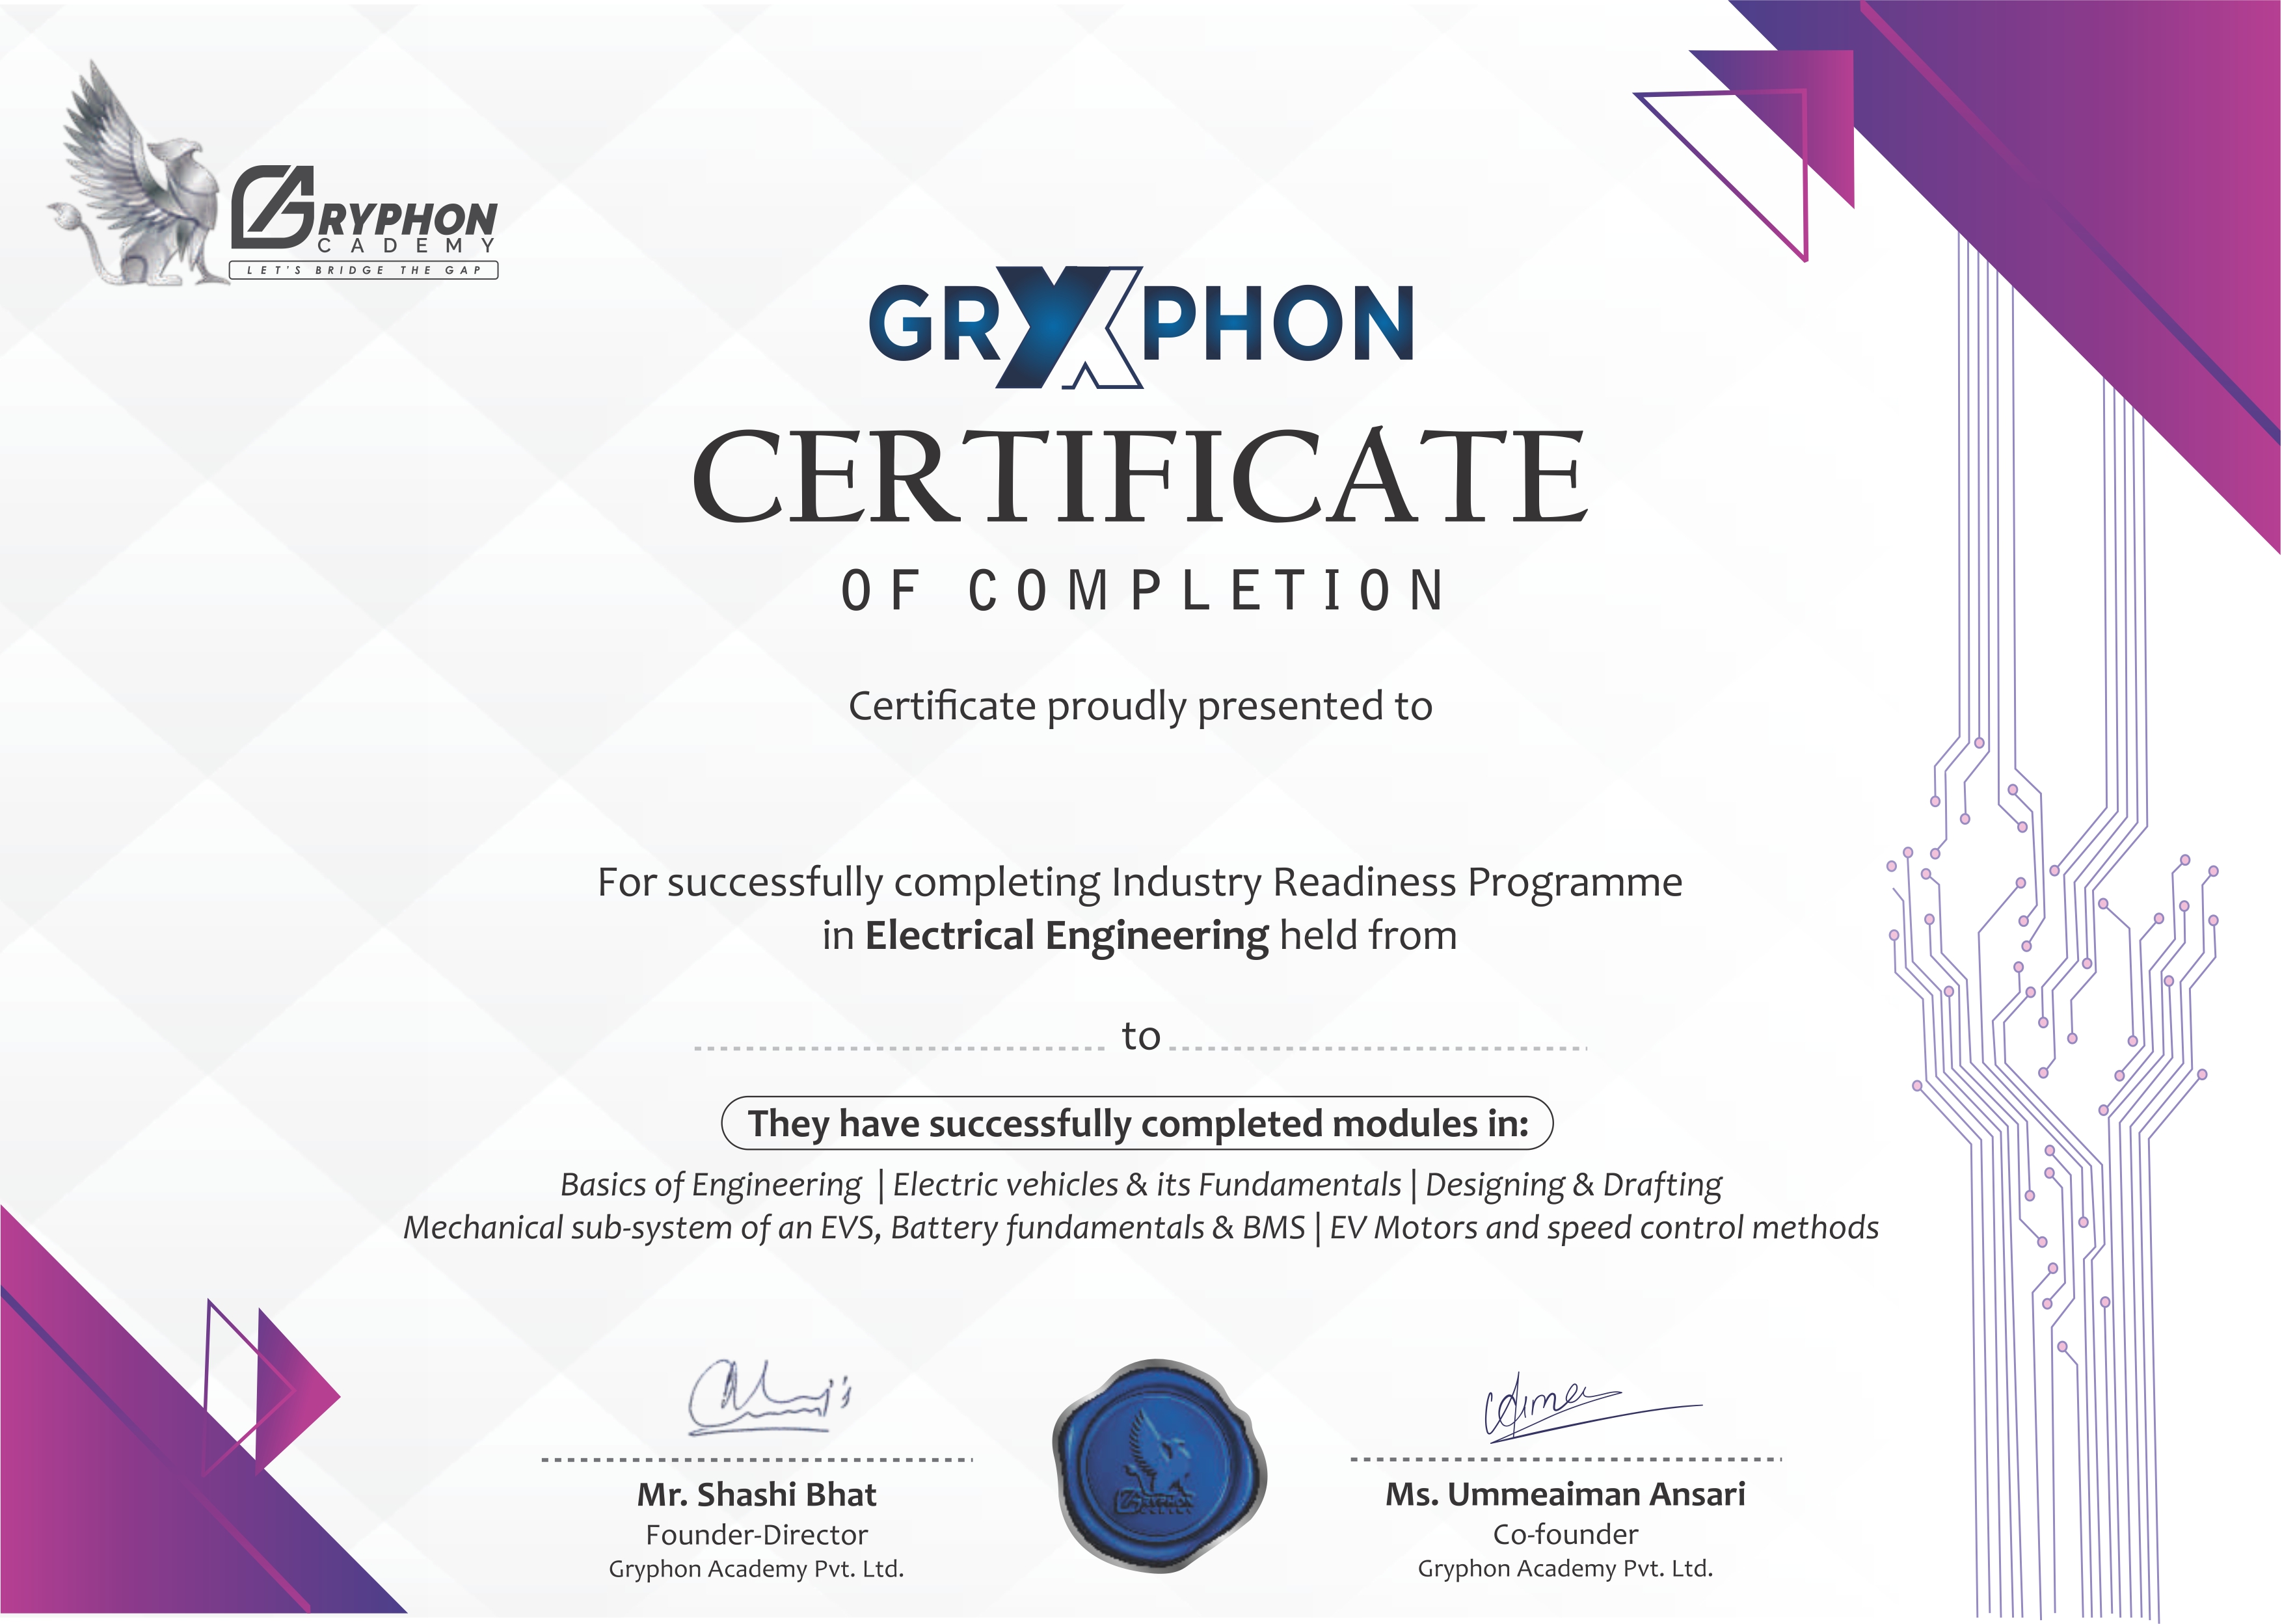 GRYPHON
ACADEMY
LET'S BRIDGE THE GAP
GRYPHON
CERTIFICATE
OF COMPLETION
Certificate proudly presented to
For successfully completing Industry Readiness Programme
in Electrical Engineering held from
to
They have successfully completed modules in:
Basics of Engineering | Electric vehicles & its Fundamentals | Designing & Drafting
Mechanical sub-system of an EVS, Battery fundamentals & BMS | EV Motors and speed control methods
Mr. Shashi Bhat
Founder-Director
Gryphon Academy Pvt. Ltd.
Ms. Ummeaiman Ansari
Co-founder
Gryphon Academy Pvt. Ltd.